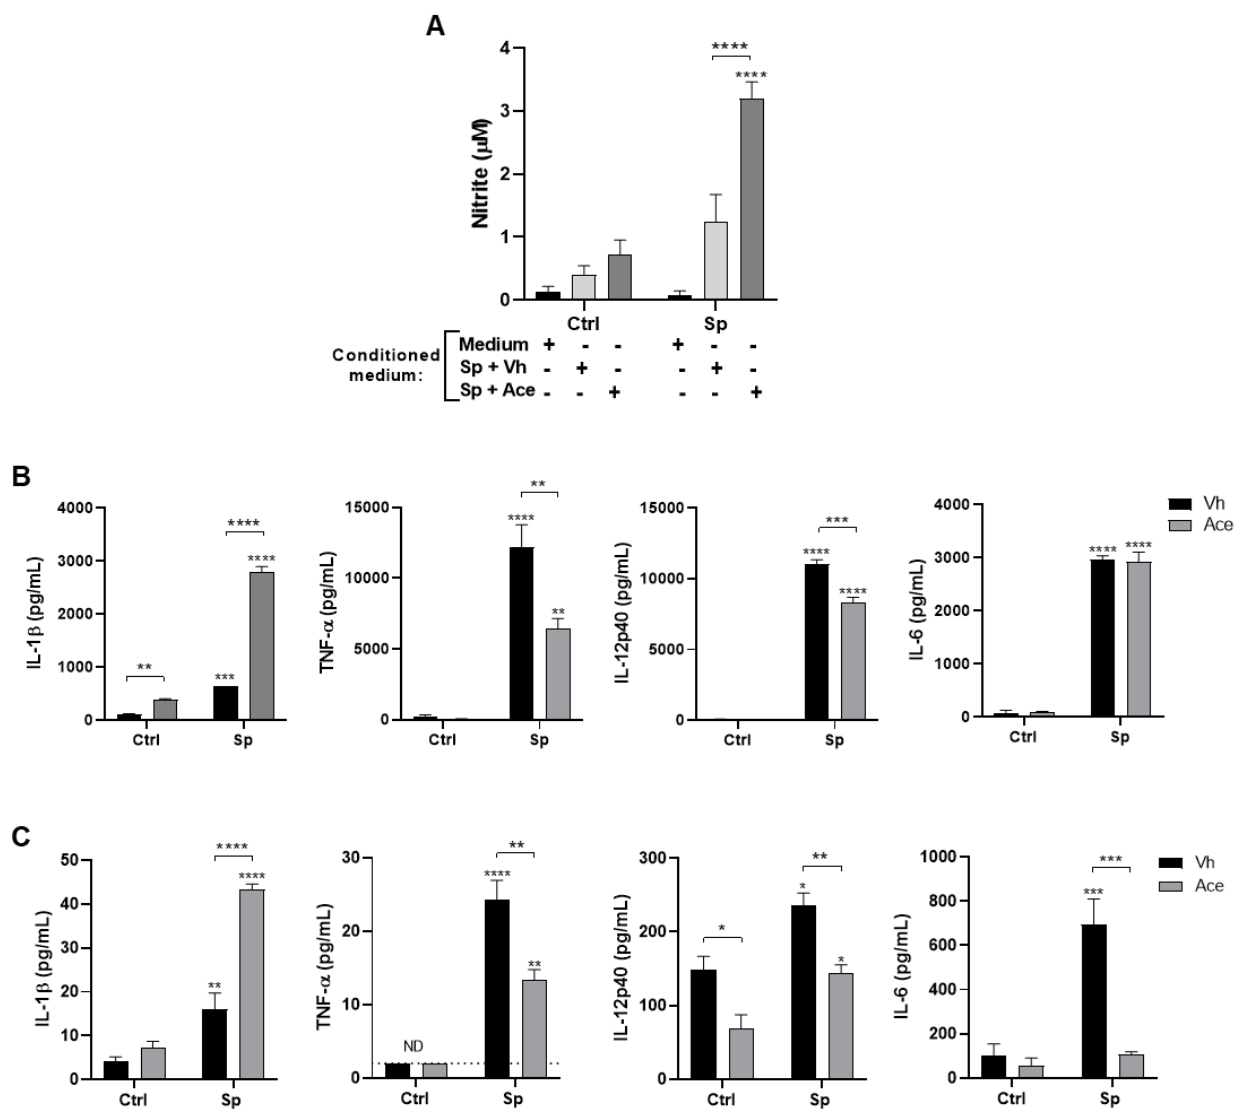 A
Nitrite (µM)
4
3
2
1
0
****
****
Ctrl Sp
Conditioned medium:
Medium + - - + - -
Sp + Vh - + - - + -
Sp + Ace - - + - - +
B
IL-1β (pg/mL)
4000
3000
2000
1000
0
**
***
****
****
Ctrl Sp
TNF-α (pg/mL)
15000
10000
5000
0
**
****
**
Ctrl Sp
IL-12p40 (pg/mL)
15000
10000
5000
0
***
****
****
Ctrl Sp
IL-6 (pg/mL)
4000
3000
2000
1000
0
**** ****
Ctrl Sp
Vh
Ace
C
IL-1β (pg/mL)
50
40
30
20
10
0
****
****
**
Ctrl Sp
TNF-α (pg/mL)
30
20
10
0
ND
**
****
**
Ctrl Sp
IL-12p40 (pg/mL)
300
200
100
0
*
**
*
*
Ctrl Sp
IL-6 (pg/mL)
1000
800
600
400
200
0
***
***
Ctrl Sp
Vh
Ace